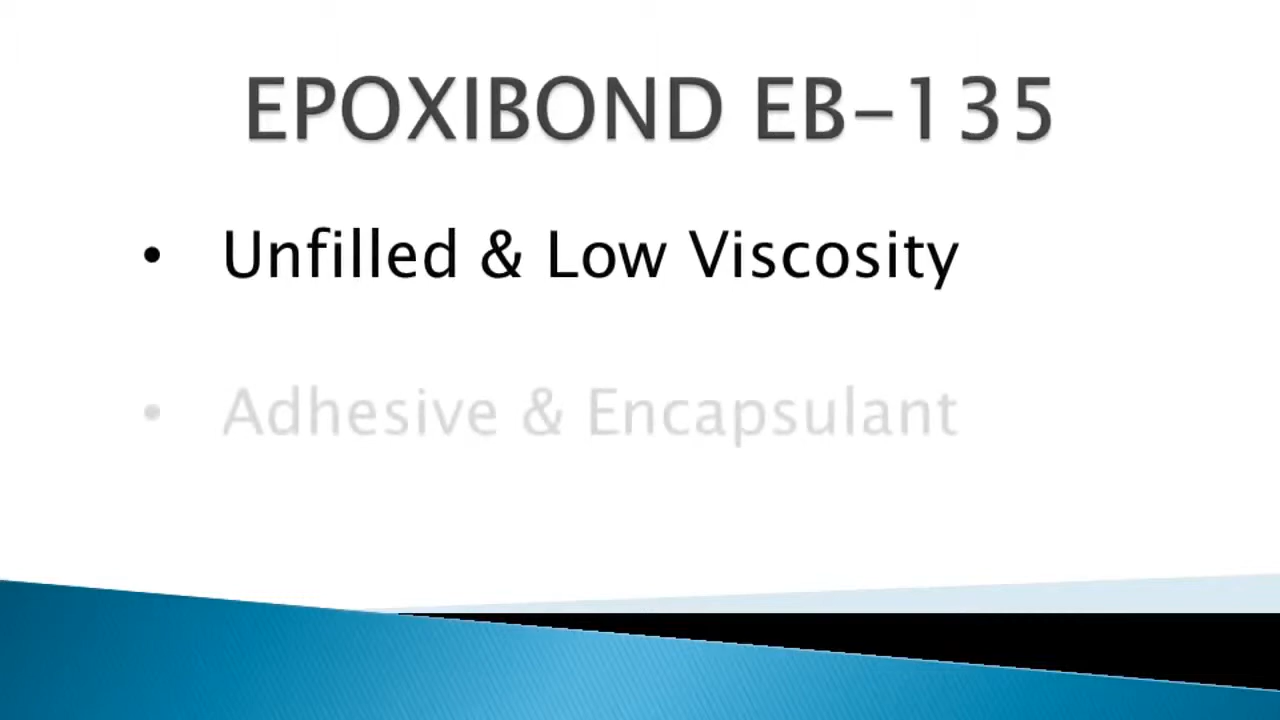 EPOXIBOND EB-135
• Unfilled & Low Viscosity
• Adhesive & Encapsulant